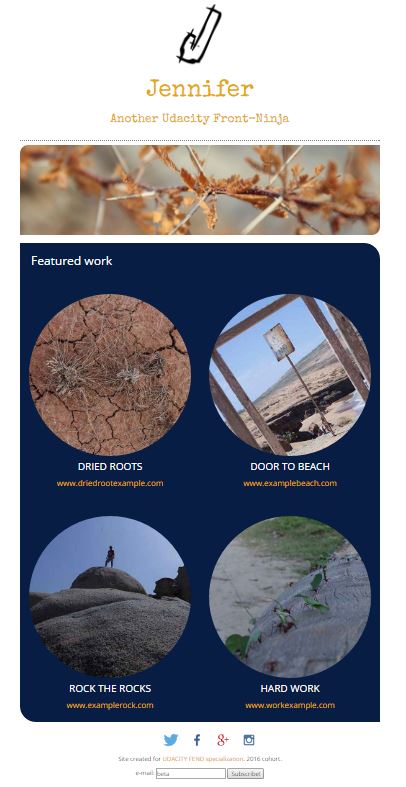 Jennifer
Another Udacity Front-Ninja
Featured work
DRIED ROOTS
www.driedrootexample.com
DOOR TO BEACH
www.examplebeach.com
ROCK THE ROCKS
www.examplerock.com
HARD WORK
www.workexample.com
Site created for UDACITY FEND specialization. 2016 cohort.
e-mail: beta Subscribe!